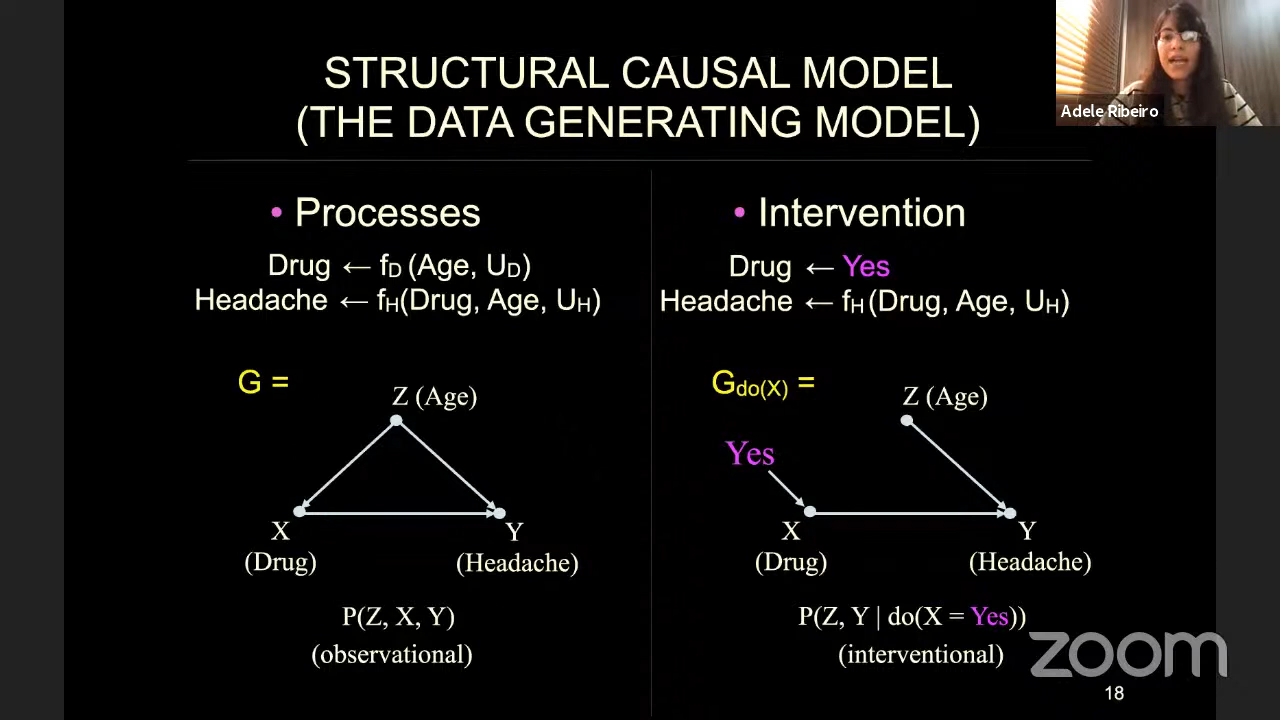 STRUCTURAL CAUSAL MODEL
(THE DATA GENERATING MODEL)
Adele Ribeiro
• Processes
Drug ← fD (Age, UD)
Headache ← fH(Drug, Age, UH)
G =
Z (Age)
X
(Drug)
Y
(Headache)
P(Z, X, Y)
(observational)
• Intervention
Drug ← Yes
Headache ← fH (Drug, Age, UH)
Gdo(X) =
Z (Age)
Yes
X
(Drug)
Y
(Headache)
P(Z, Y | do(X = Yes))
(interventional)
zoom
18